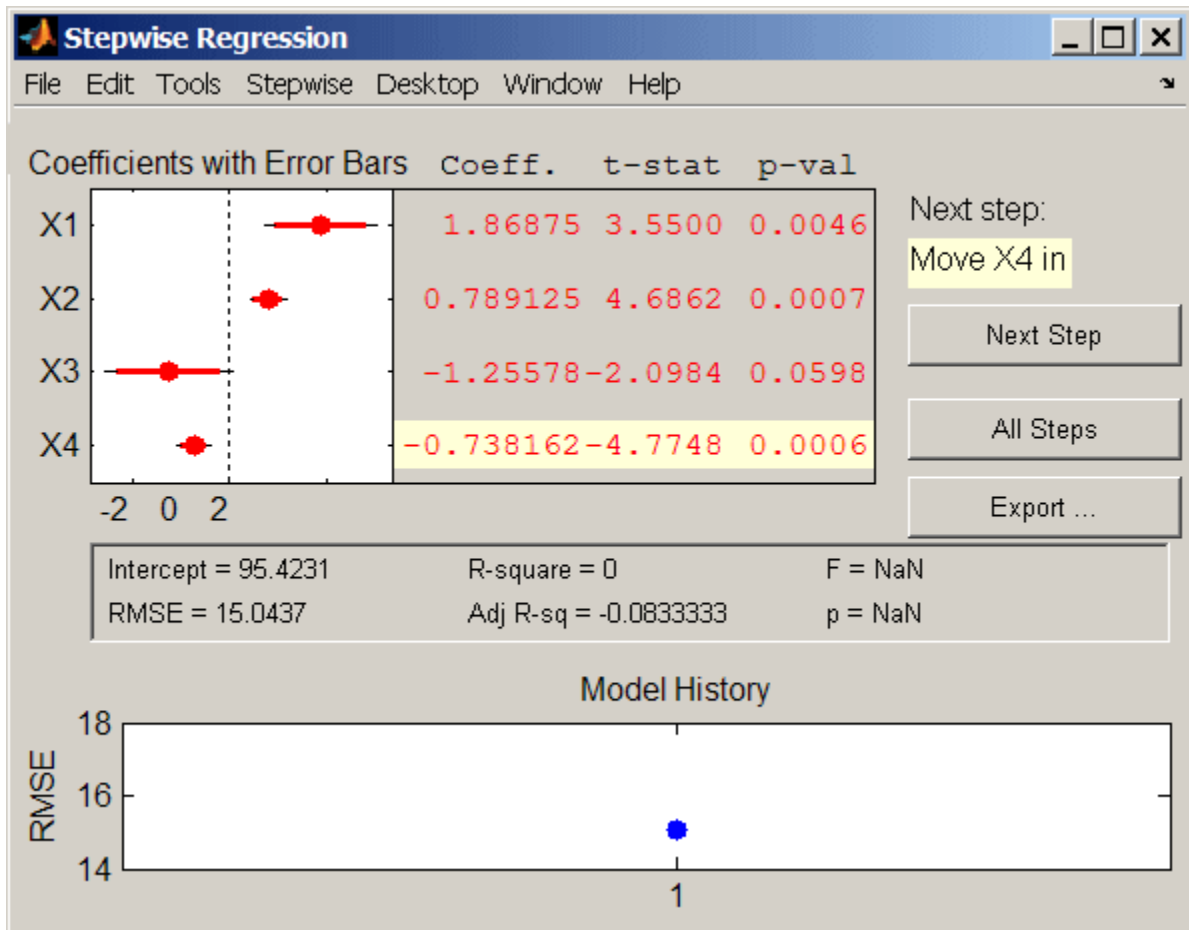 Stepwise Regression
File Edit Tools Stepwise Desktop Window Help
Coefficients with Error Bars Coeff. t-stat p-val
X1 1.86875 3.5500 0.0046
X2 0.789125 4.6862 0.0007
X3 -1.25578 -2.0984 0.0598
X4 -0.738162 -4.7748 0.0006
-2 0 2
Next step:
Move X4 in
Next Step
All Steps
Export ...
Intercept = 95.4231 R-square = 0 F = NaN
RMSE = 15.0437 Adj R-sq = -0.0833333 p = NaN
Model History
18
16
14
RMSE
1